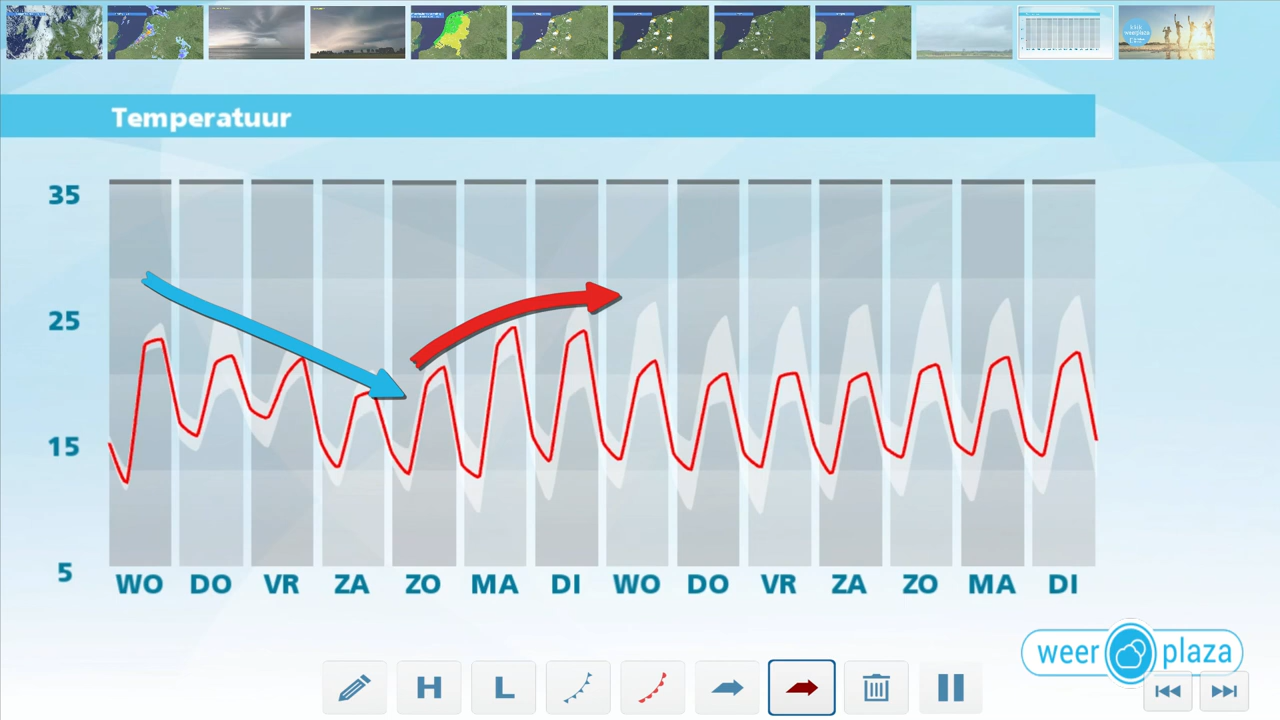 Temperatuur
35
25
15
5
WO DO VR ZA ZO MA DI WO DO VR ZA ZO MA DI
weer plaza
H L